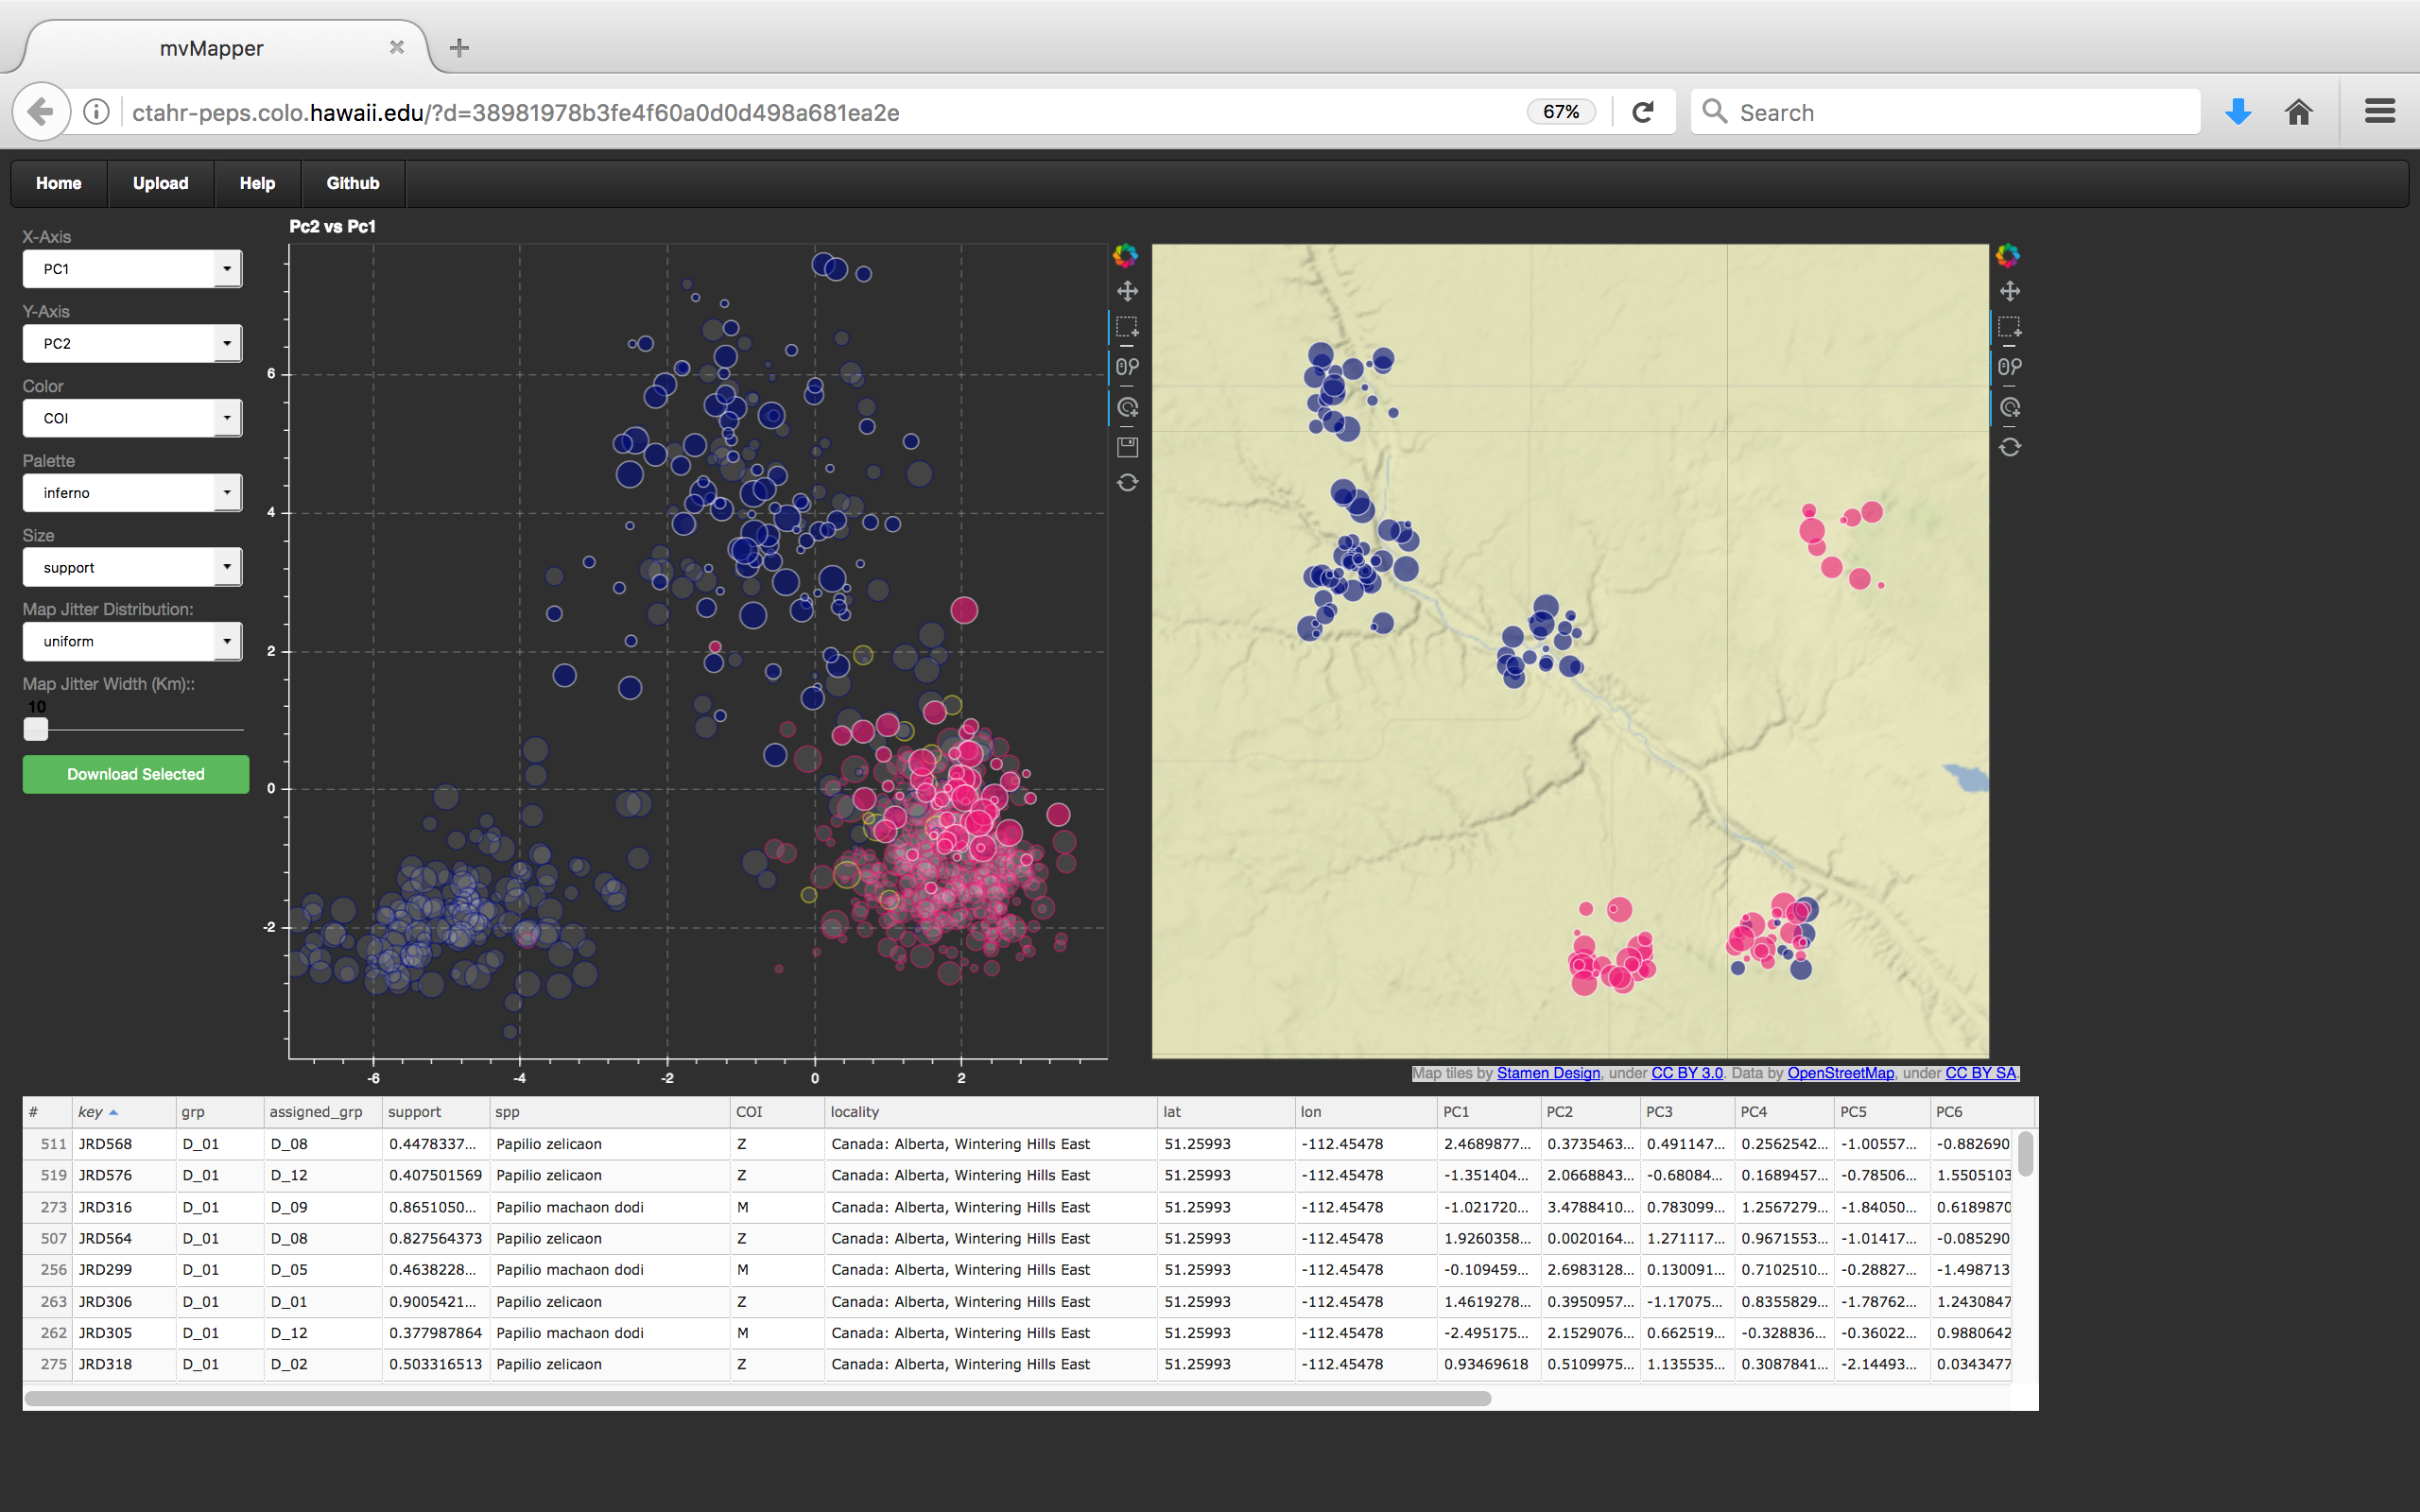 mvMapper
ctahr-peps.colo.hawaii.edu/?d=38981978b3fe4f60a0d0d498a681ea2e 67% Search
Home Upload Help Github
X-Axis
PC1
Y-Axis
PC2
Color
COI
Palette
inferno
Size
support
Map Jitter Distribution:
uniform
Map Jitter Width (Km)::
10
Download Selected
Pc2 vs Pc1
6
4
2
0
-2
-6 -4 -2 0 2
Map tiles by Stamen Design, under CC BY 3.0. Data by OpenStreetMap, under CC BY SA.
# key grp assigned_grp support spp COI locality lat lon PC1 PC2 PC3 PC4 PC5 PC6
511 JRD568 D_01 D_08 0.4478337... Papilio zelicaon Z Canada: Alberta, Wintering Hills East 51.25993 -112.45478 2.4689877... 0.3735463... 0.491147... 0.2562542... -1.00557... -0.882690
519 JRD576 D_01 D_12 0.407501569 Papilio zelicaon Z Canada: Alberta, Wintering Hills East 51.25993 -112.45478 -1.351404... 2.0668843... -0.68084... 0.1689457... -0.78506... 1.5505103
273 JRD316 D_01 D_09 0.8651050... Papilio machaon dodi M Canada: Alberta, Wintering Hills East 51.25993 -112.45478 -1.021720... 3.4788410... 0.783099... 1.2567279... -1.84050... 0.6189870
507 JRD564 D_01 D_08 0.827564373 Papilio zelicaon Z Canada: Alberta, Wintering Hills East 51.25993 -112.45478 1.9260358... 0.0020164... 1.271117... 0.9671553... -1.01417... -0.085290
256 JRD299 D_01 D_05 0.4638228... Papilio machaon dodi M Canada: Alberta, Wintering Hills East 51.25993 -112.45478 -0.109459... 2.6983128... 0.130091... 0.7102510... -0.28827... -1.498713
263 JRD306 D_01 D_01 0.9005421... Papilio zelicaon Z Canada: Alberta, Wintering Hills East 51.25993 -112.45478 1.4619278... 0.3950957... -1.17075... 0.8355829... -1.78762... 1.2430847
262 JRD305 D_01 D_12 0.377987864 Papilio machaon dodi M Canada: Alberta, Wintering Hills East 51.25993 -112.45478 -2.495175... 2.1529076... 0.662519... -0.328836... -0.36022... 0.9880642
275 JRD318 D_01 D_02 0.503316513 Papilio zelicaon Z Canada: Alberta, Wintering Hills East 51.25993 -112.45478 0.93469618 0.5109975... 1.135535... 0.3087841... -2.14493... 0.0343477